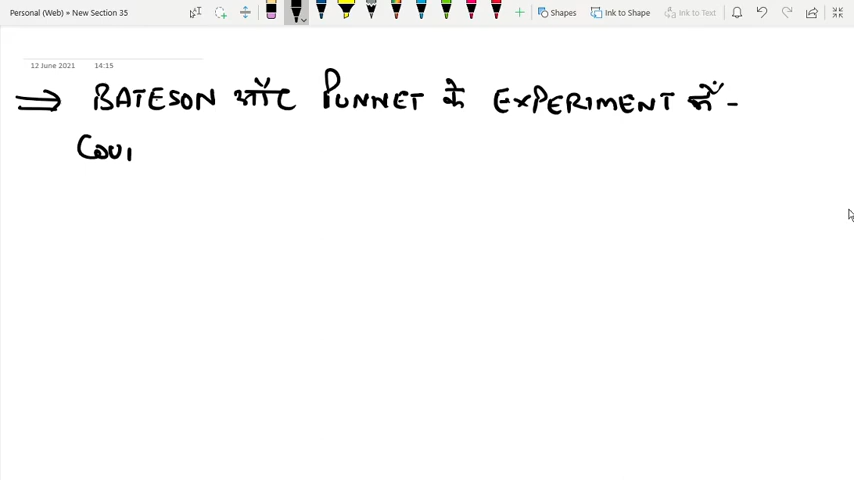 Personal (Web) » New Section 35
Shapes
Ink to Shape
Ink to Text
12 June 2021 14:15
⇒ BATESON और PUNNET के EXPERIMENT में -
COU